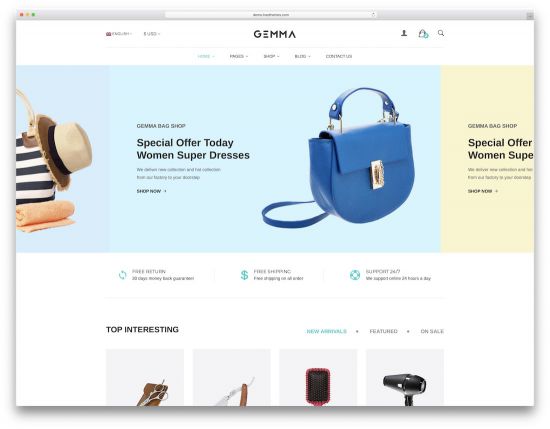 demo.hasthemes.com
ENGLISH
$ USD
GEMMA
HOME
PAGES
SHOP
BLOG
CONTACT US
GEMMA BAG SHOP
Special Offer Today
Women Super Dresses
We deliver new collection and hot collection
from our factory to your doorstep
SHOP NOW
GEMMA BAG SHOP
Special Offer
Women Supe
We deliver new collection and
from our factory to your doorstep
SHOP NOW
FREE RETURN
30 days money back guarantee!
FREE SHIPPING
Free shipping on all order
SUPPORT 24/7
We support online 24 hours a day
TOP INTERESTING
NEW ARRIVALS
FEATURED
ON SALE